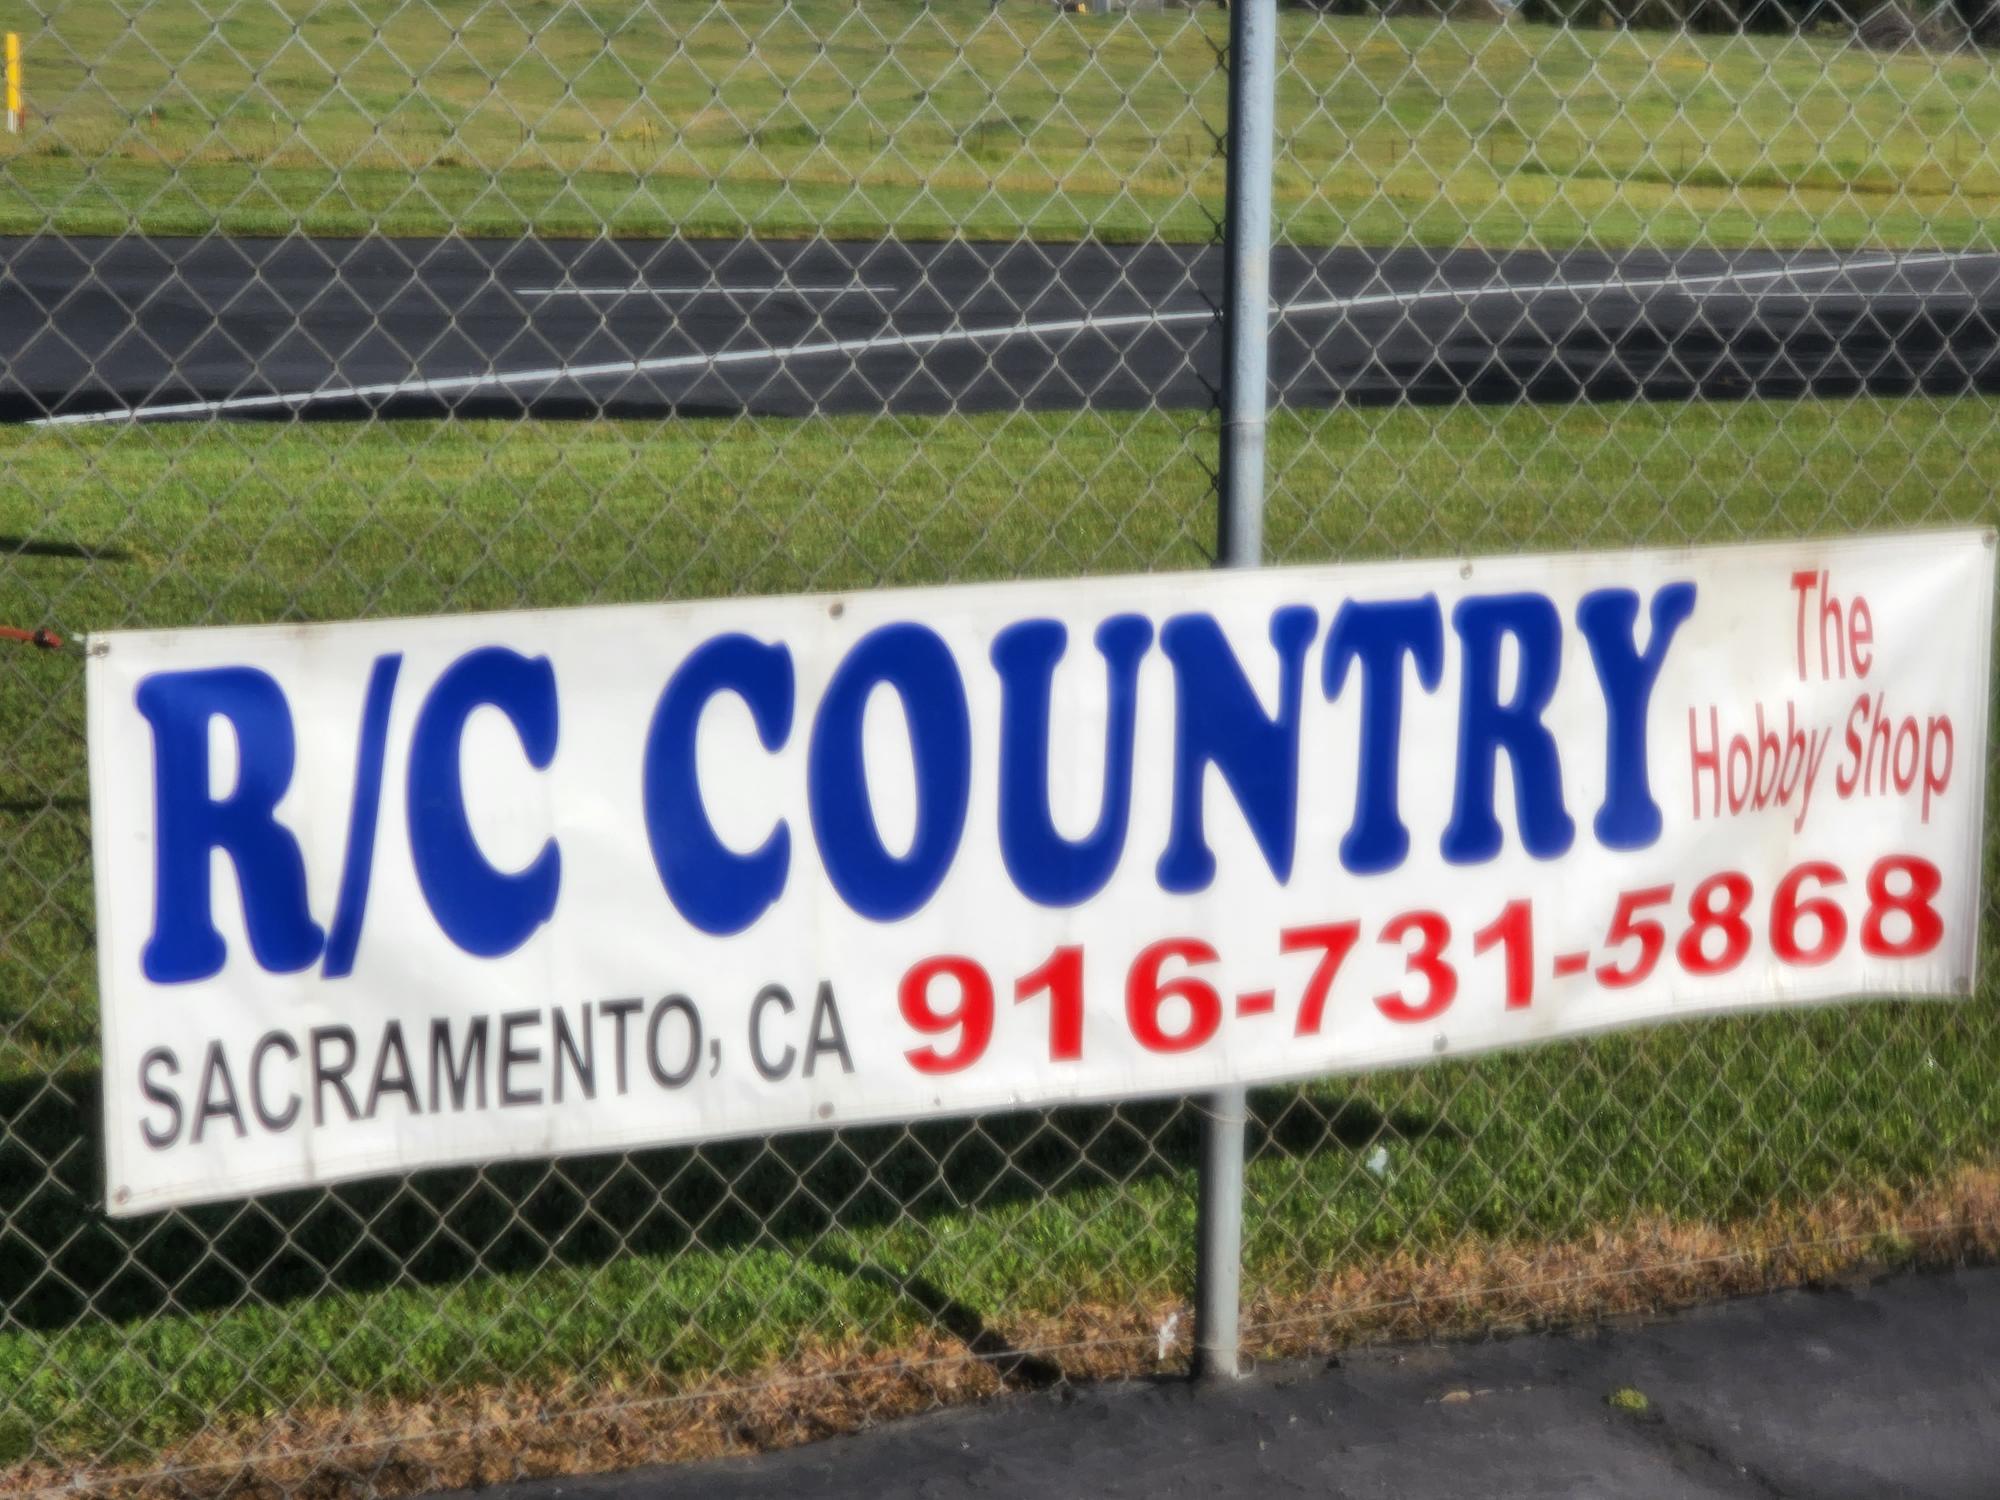 R/C COUNTRY
The
Hobby Shop
SACRAMENTO, CA 916-731-5868